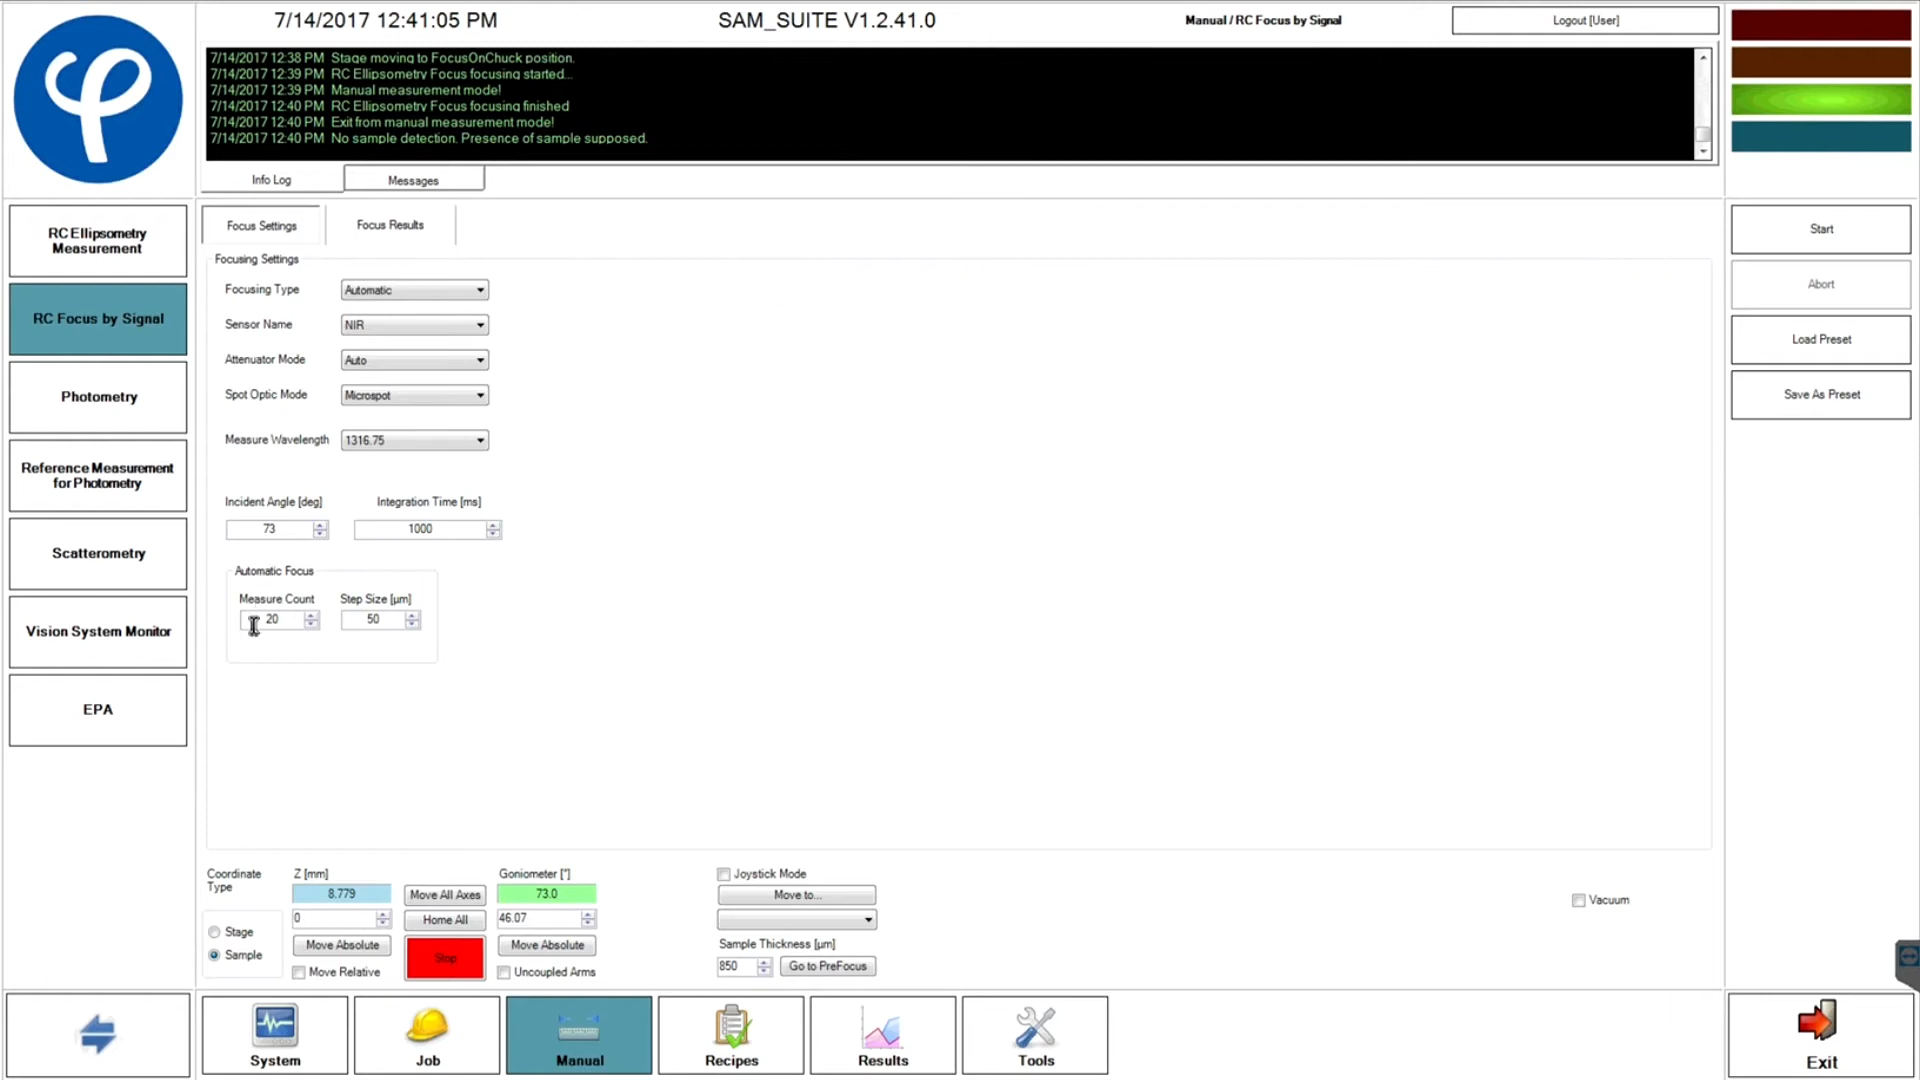 7/14/2017 12:41:05 PM
SAM_SUITE V1.2.41.0
Manual / RC Focus by Signal
Logout [User]
7/14/2017 12:38 PM Stage moving to FocusOnChuck position.
7/14/2017 12:39 PM RC Ellipsometry Focus focusing started...
7/14/2017 12:39 PM Manual measurement mode!
7/14/2017 12:40 PM RC Ellipsometry Focus focusing finished
7/14/2017 12:40 PM Exit from manual measurement mode!
7/14/2017 12:40 PM No sample detection. Presence of sample supposed.
Info Log
Messages
RC Ellipsometry
Measurement
RC Focus by Signal
Photometry
Reference Measurement
for Photometry
Scatterometry
Vision System Monitor
EPA
Focus Settings
Focus Results
Focusing Settings
Focusing Type
Automatic
Sensor Name
NIR
Attenuator Mode
Auto
Spot Optic Mode
Microspot
Measure Wavelength
1316.75
Incident Angle [deg]
Integration Time [ms]
73
1000
Automatic Focus
Measure Count
Step Size [µm]
20
50
Start
Abort
Load Preset
Save As Preset
Coordinate
Type
Stage
Sample
Z [mm]
8.779
0
Move Absolute
Move Relative
Move All Axes
Home All
Stop
Goniometer [°]
73.0
46.07
Move Absolute
Uncoupled Arms
Joystick Mode
Move to...
Sample Thickness [µm]
850
Go to PreFocus
Vacuum
System
Job
Manual
Recipes
Results
Tools
Exit